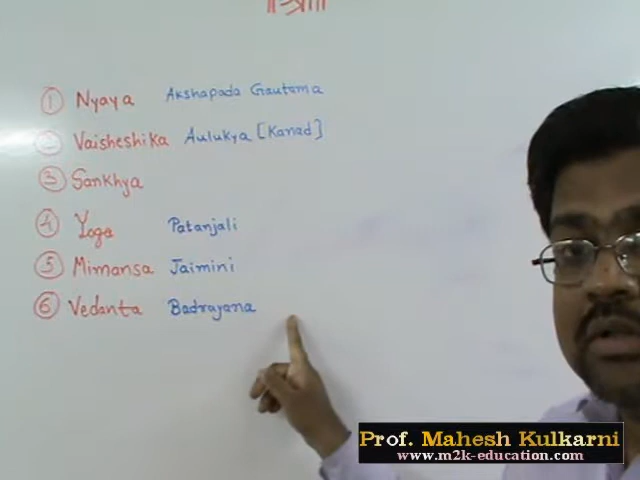 ① Nyaya Akshapada Gautama
② Vaisheshika Aulukya [Kanad]
③ Sankhya
④ Yoga Patanjali
⑤ Mimansa Jaimini
⑥ Vedanta Badrayana
Prof. Mahesh Kulkarni
www.m2k-education.com